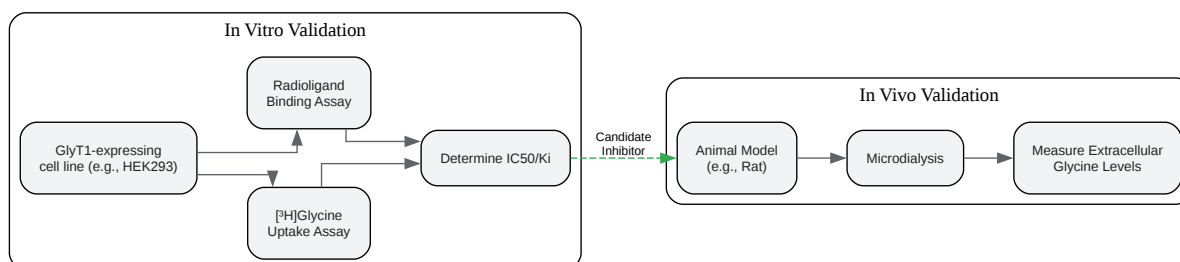 In Vitro Validation
GlyT1-expressing
cell line (e.g., HEK293)
Radioligand
Binding Assay
[³H]Glycine
Uptake Assay
Determine IC50/Ki
Candidate
Inhibitor
In Vivo Validation
Animal Model
(e.g., Rat)
Microdialysis
Measure Extracellular
Glycine Levels